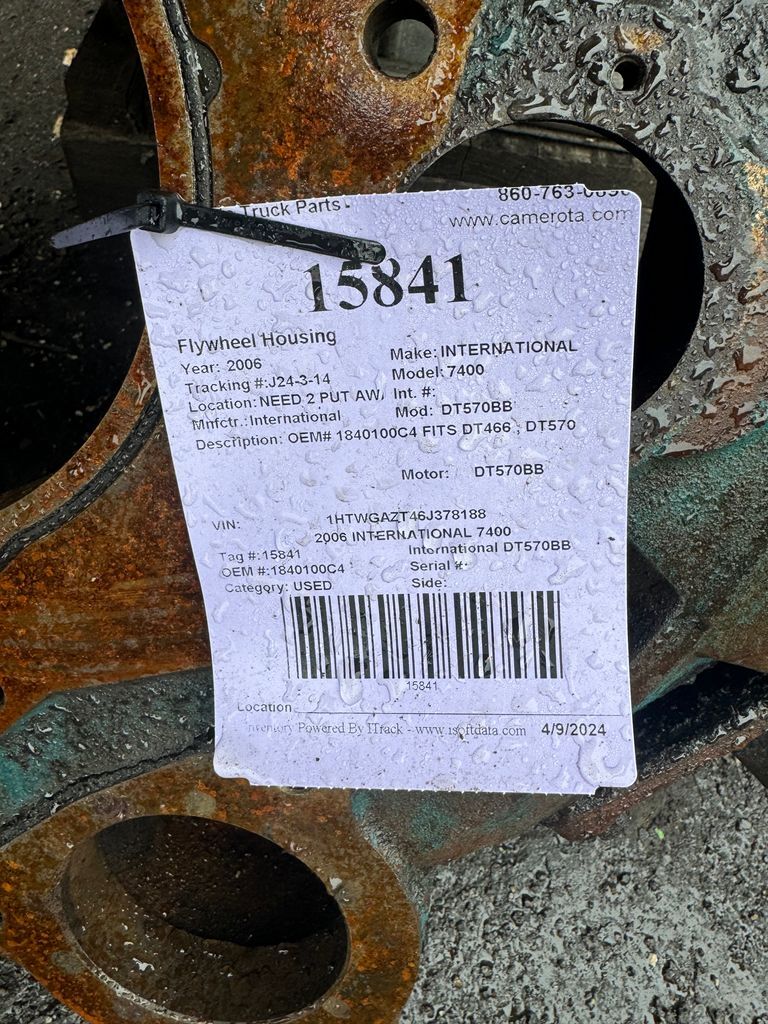 Truck Parts 860-763-
www.camerota.com
15841
Flywheel Housing
Year: 2006 Make: INTERNATIONAL
Tracking #:J24-3-14 Model: 7400
Location: NEED 2 PUT AW Int. #:
Mnfctr.: International Mod: DT570BB
Description: OEM# 1840100C4 FITS DT466 , DT570
Motor: DT570BB
VIN: 1HTWGAZT46J378188
2006 INTERNATIONAL 7400
Tag #:15841 International DT570BB
OEM #:1840100C4 Serial #:
Category: USED Side:
15841
Location
Inventory Powered By ITrack - www.isoftdata.com 4/9/2024